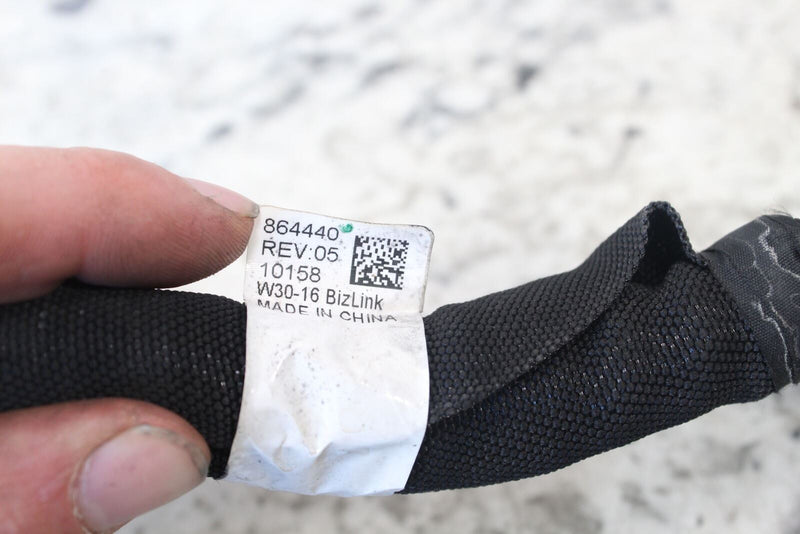 864440
REV:05
10158
W30-16 BizLink
MADE IN CHINA